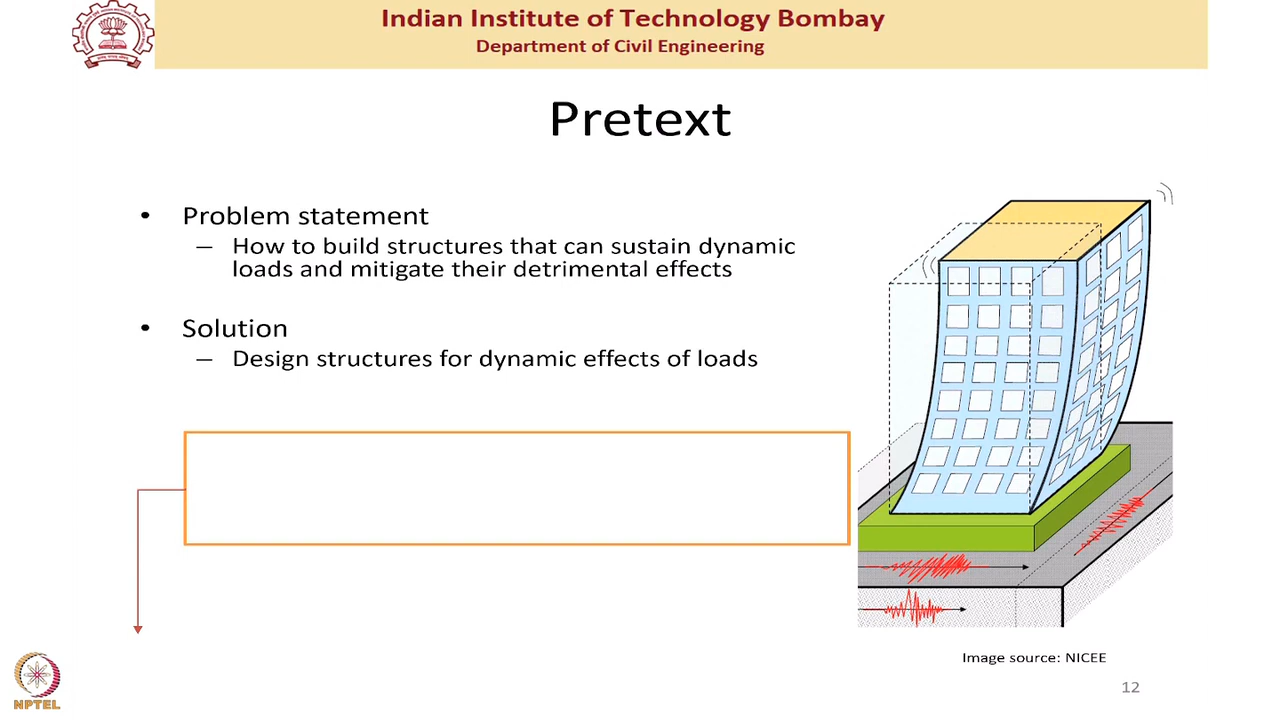 Indian Institute of Technology Bombay
Department of Civil Engineering
Pretext
• Problem statement
– How to build structures that can sustain dynamic
loads and mitigate their detrimental effects
• Solution
– Design structures for dynamic effects of loads
Image source: NICEE
12
NPTEL